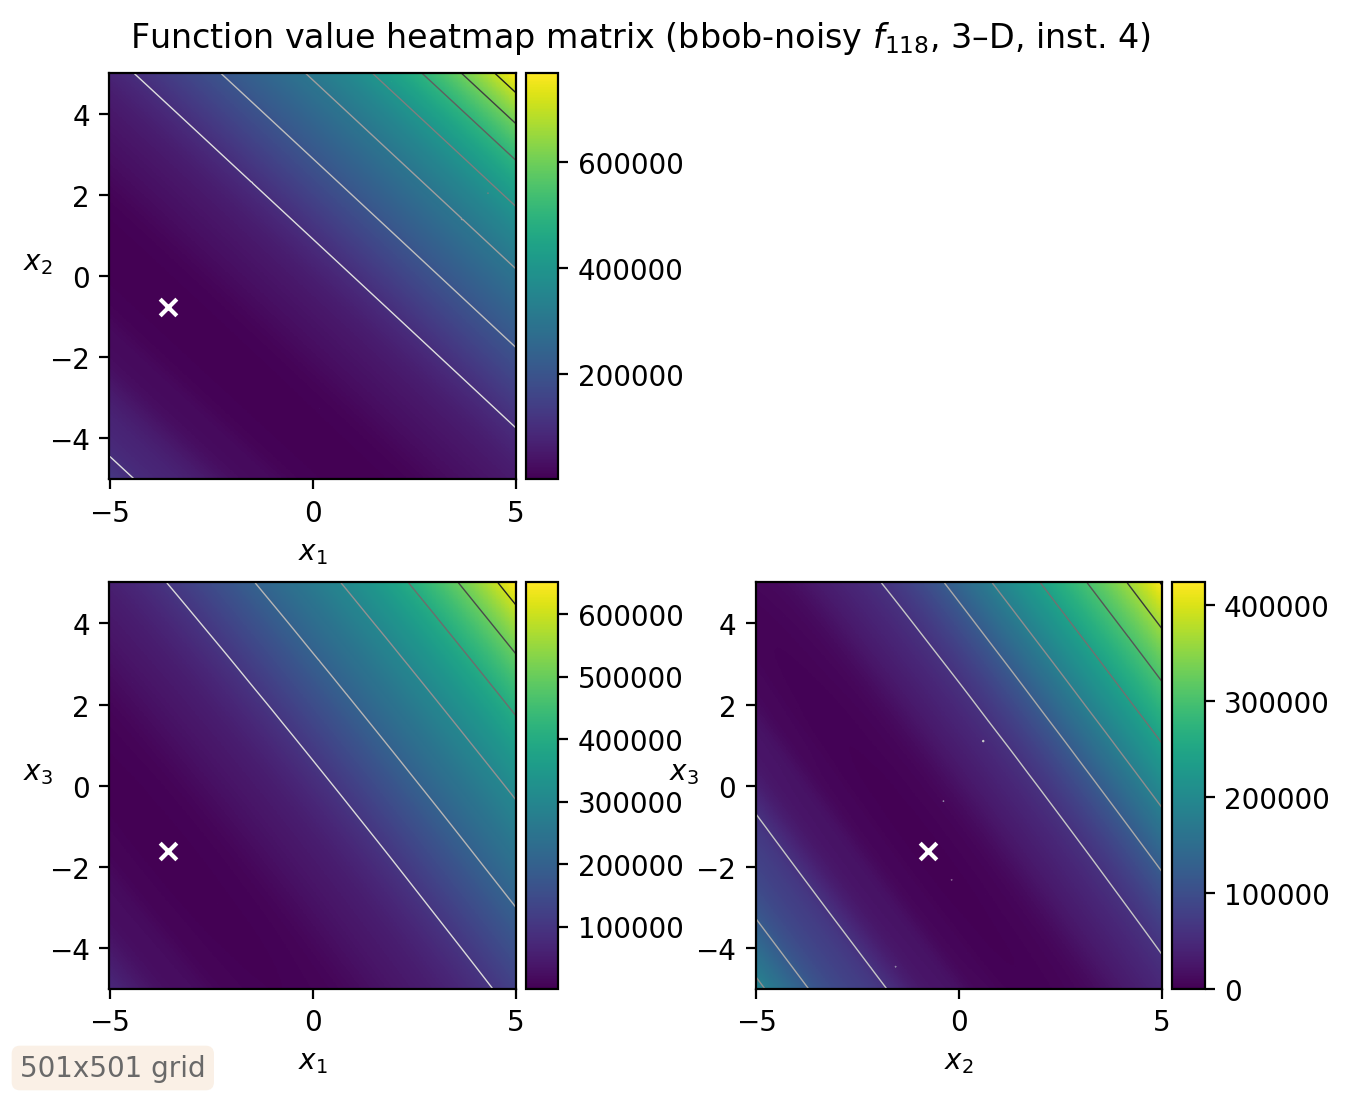 Function value heatmap matrix (bbob-noisy f₁₁₈, 3–D, inst. 4)
4
2
0
−2
−4
x₂
−5 0 5
x₁
600000
400000
200000
4
2
0
−2
−4
x₃
−5 0 5
x₁
600000
500000
400000
300000
200000
100000
4
2
0
−2
−4
x₃
−5 0 5
x₂
400000
300000
200000
100000
0
501x501 grid